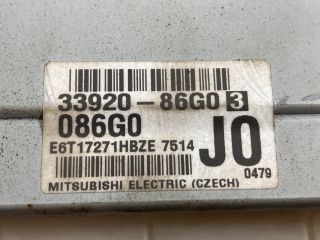 33920-86G0 3
086G0
E6T17271HBZE 7514
J0
0479
MITSUBISHI ELECTRIC (CZECH)